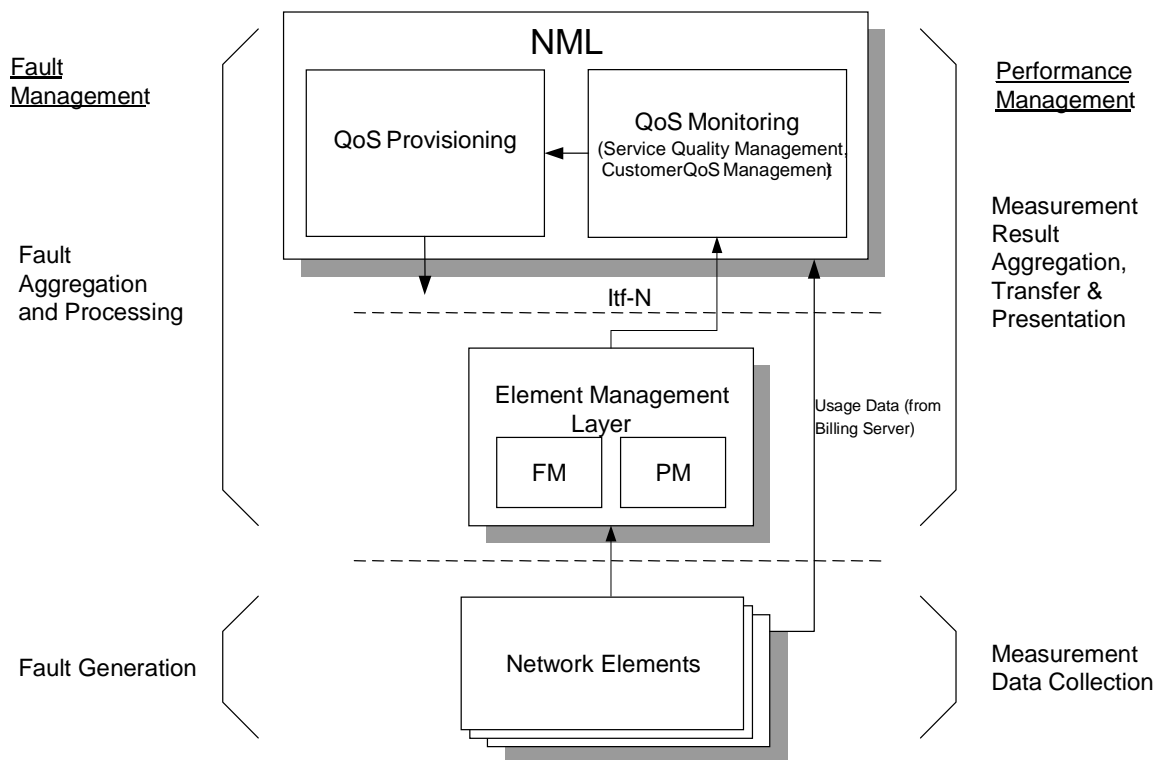 NML
Fault
Management
Performance
Management
QoS Provisioning
QoS Monitoring
(Service Quality Management,
CustomerQoS Management)
Fault
Aggregation
and Processing
Measurement
Result
Aggregation,
Transfer &
Presentation
Itf-N
Element Management
Layer
FM
PM
Usage Data (from
Billing Server)
Fault Generation
Network Elements
Measurement
Data Collection